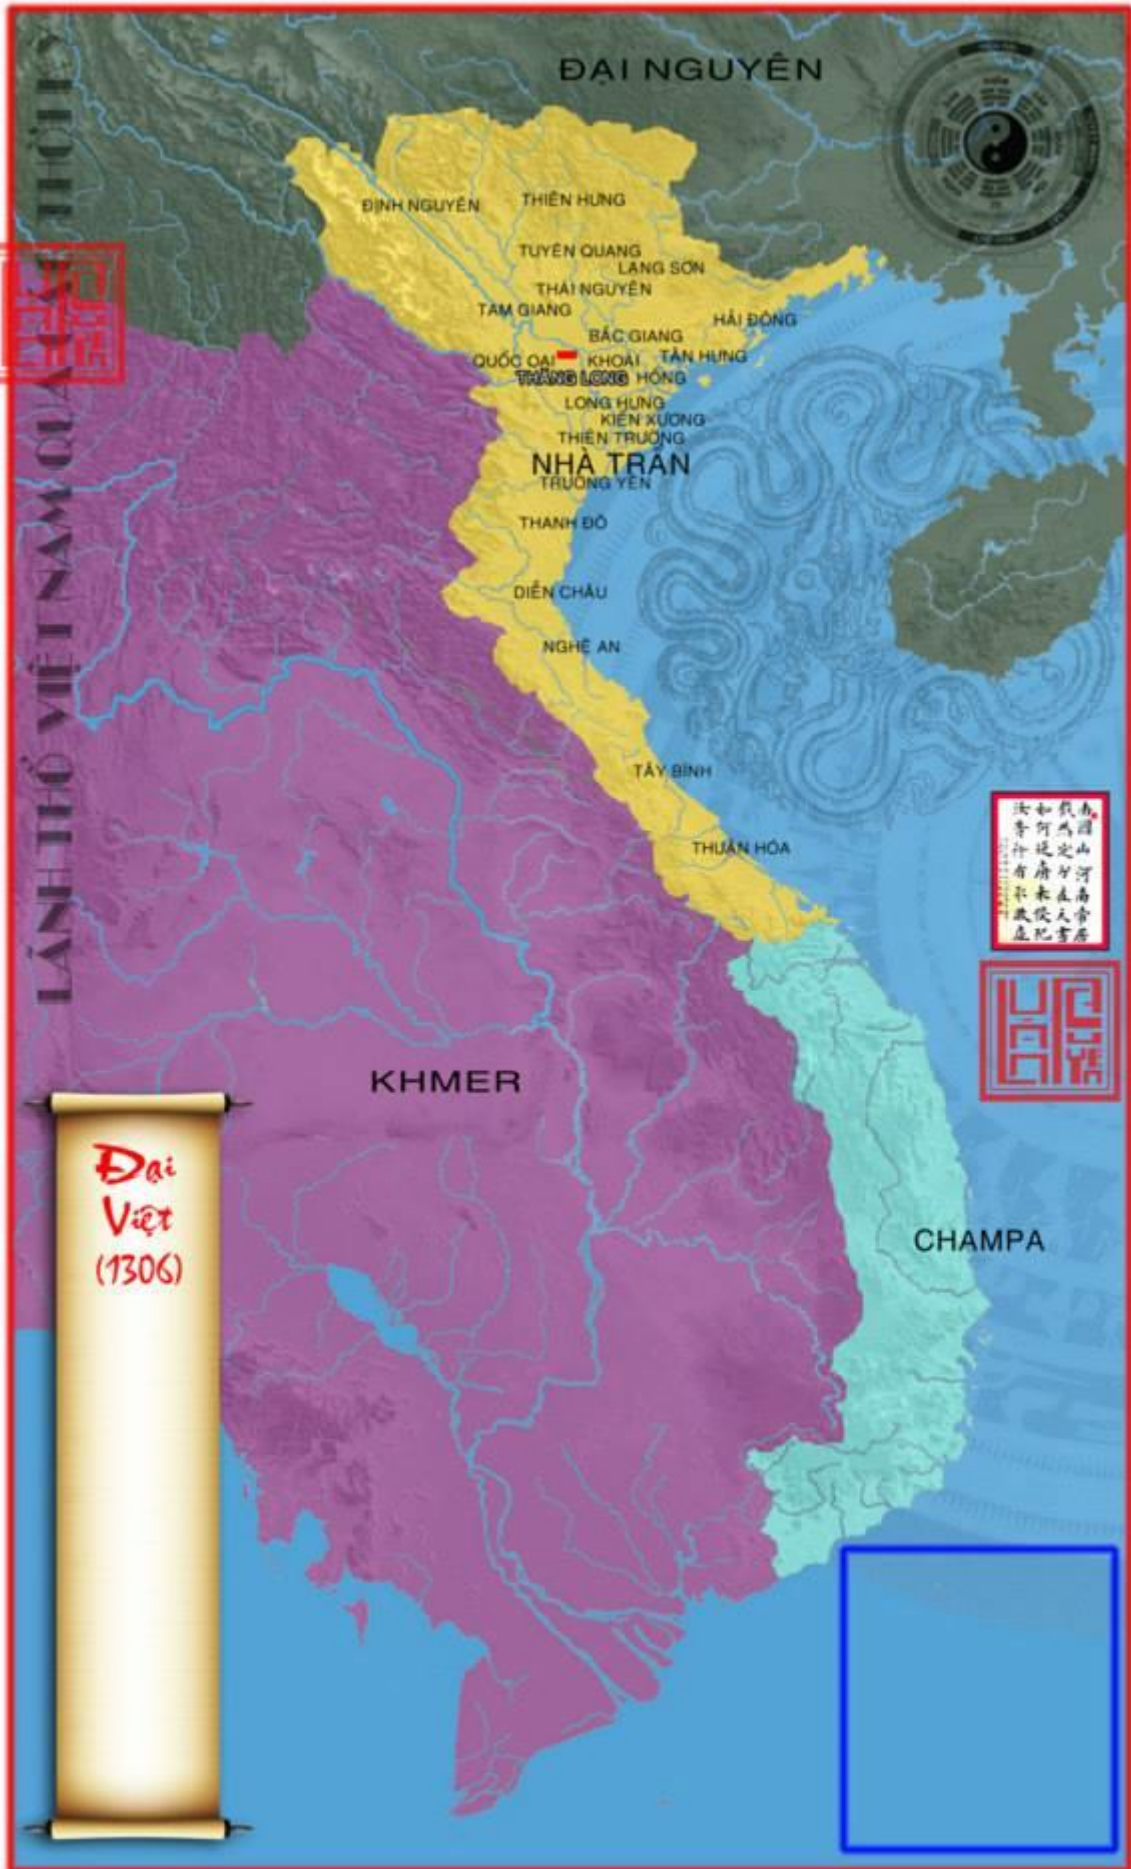 ĐẠI NGUYÊN
ĐỊNH NGUYÊN
THIÊN HƯNG
TUYÊN QUANG
LẠNG SƠN
THÁI NGUYÊN
TAM GIANG
HẢI ĐÔNG
BẮC GIANG
QUỐC OAI
KHOÁI
TÂN HƯNG
THĂNG LONG
HỒNG
LONG HƯNG
KIẾN XƯƠNG
THIÊN TRƯỜNG
NHÀ TRẦN
TRƯỜNG YÊN
THANH ĐÔ
DIỄN CHÂU
NGHỆ AN
TÂY BÌNH
THUẬN HÓA
KHMER
CHAMPA
LÃNH THỔ VIỆT NAM QUA
THỜI
Đại
Việt
(1306)
南國山河南帝居
截然定分在天書
如何逆虜來侵犯
汝等行看取敗虛